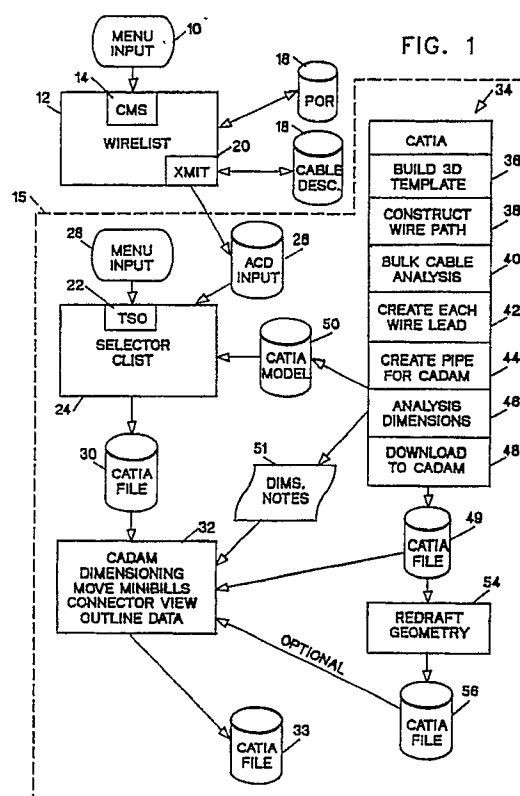 FIG. 1
MENU INPUT
10
14
12
CMS
WIRELIST
18
POR
20
XMIT
18
CABLE DESC.
15
28
MENU INPUT
26
ACD INPUT
22
TSO
SELECTOR CLIST
24
50
CATIA MODEL
30
CATIA FILE
51
DIMS. NOTES
32
CADAM
DIMENSIONING
MOVE MINIBILLS
CONNECTOR VIEW
OUTLINE DATA
OPTIONAL
CATIA FILE
33
34
CATIA
BUILD 3D TEMPLATE
36
CONSTRUCT WIRE PATH
38
BULK CABLE ANALYSIS
40
CREATE EACH WIRE LEAD
42
CREATE PIPE FOR CADAM
44
ANALYSIS DIMENSIONS
46
DOWNLOAD TO CADAM
48
CATIA FILE
49
54
REDRAFT GEOMETRY
CATIA FILE
56